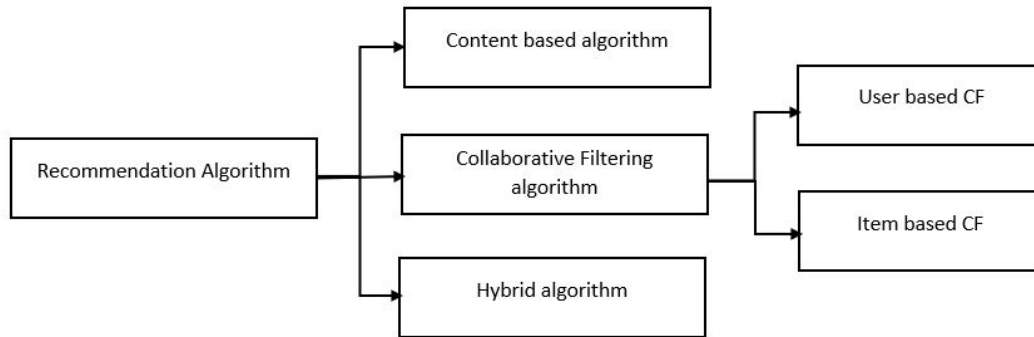 Content based algorithm
User based CF
Recommendation Algorithm
Collaborative Filtering
algorithm
Item based CF
Hybrid algorithm